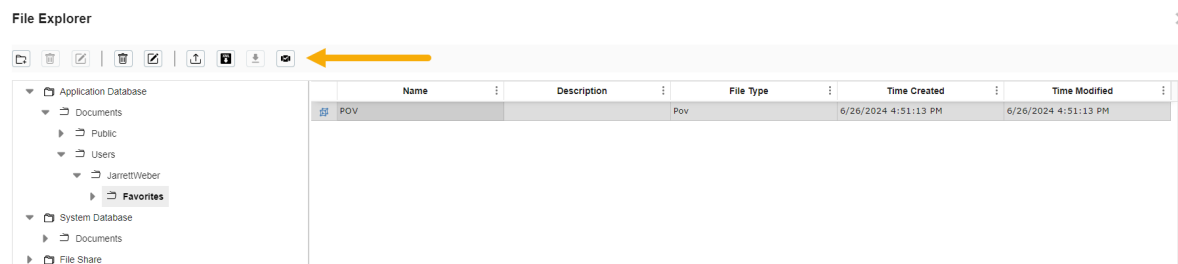 File Explorer
Application Database
Documents
Public
Users
JarrettWeber
Favorites
System Database
Documents
File Share
Name Description File Type Time Created Time Modified
POV Pov 6/26/2024 4:51:13 PM 6/26/2024 4:51:13 PM